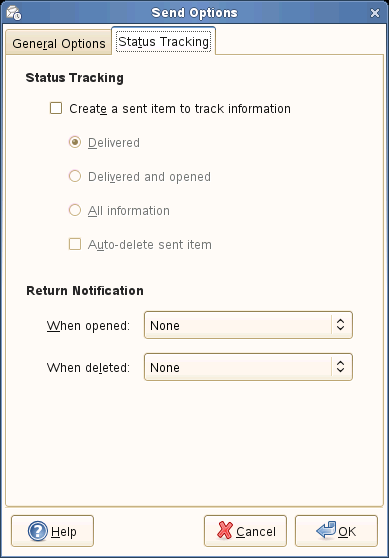 Send Options
General Options Status Tracking
Status Tracking
Create a sent item to track information
Delivered
Delivered and opened
All information
Auto-delete sent item
Return Notification
When opened: None
When deleted: None
Help Cancel OK